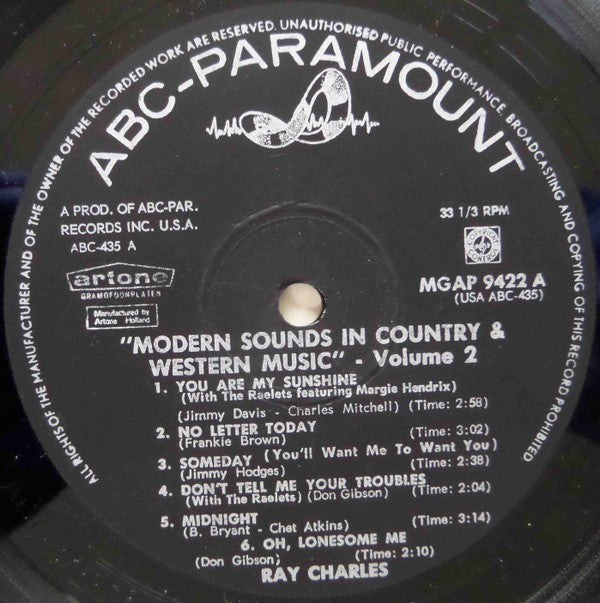 ALL RIGHTS OF THE MANUFACTURER AND OF THE OWNER OF THE RECORDED WORK ARE RESERVED. UNAUTHORISED PUBLIC PERFORMANCE, BROADCASTING AND COPYING OF THIS RECORD PROHIBITED
ABC-PARAMOUNT
A PROD. OF ABC-PAR.
RECORDS INC. U.S.A.
ABC-435 A
33 1/3 RPM
artone
GRAMOFOONPLATEN
Manufactured by
Artone Holland
MGAP 9422 A
(USA ABC-435)
"MODERN SOUNDS IN COUNTRY &
WESTERN MUSIC" - Volume 2
1. YOU ARE MY SUNSHINE
(With The Raelets featuring Margie Hendrix)
(Jimmy Davis - Charles Mitchell) (Time: 2:58)
2. NO LETTER TODAY (Time: 3:02)
(Frankie Brown)
3. SOMEDAY (You'll Want Me To Want You)
(Jimmy Hodges) (Time: 2:38)
4. DON'T TELL ME YOUR TROUBLES
(With The Raelets) (Don Gibson) (Time: 2:04)
5. MIDNIGHT (Time: 3:14)
(B. Bryant - Chet Atkins)
6. OH, LONESOME ME
(Don Gibson) (Time: 2:10)
RAY CHARLES